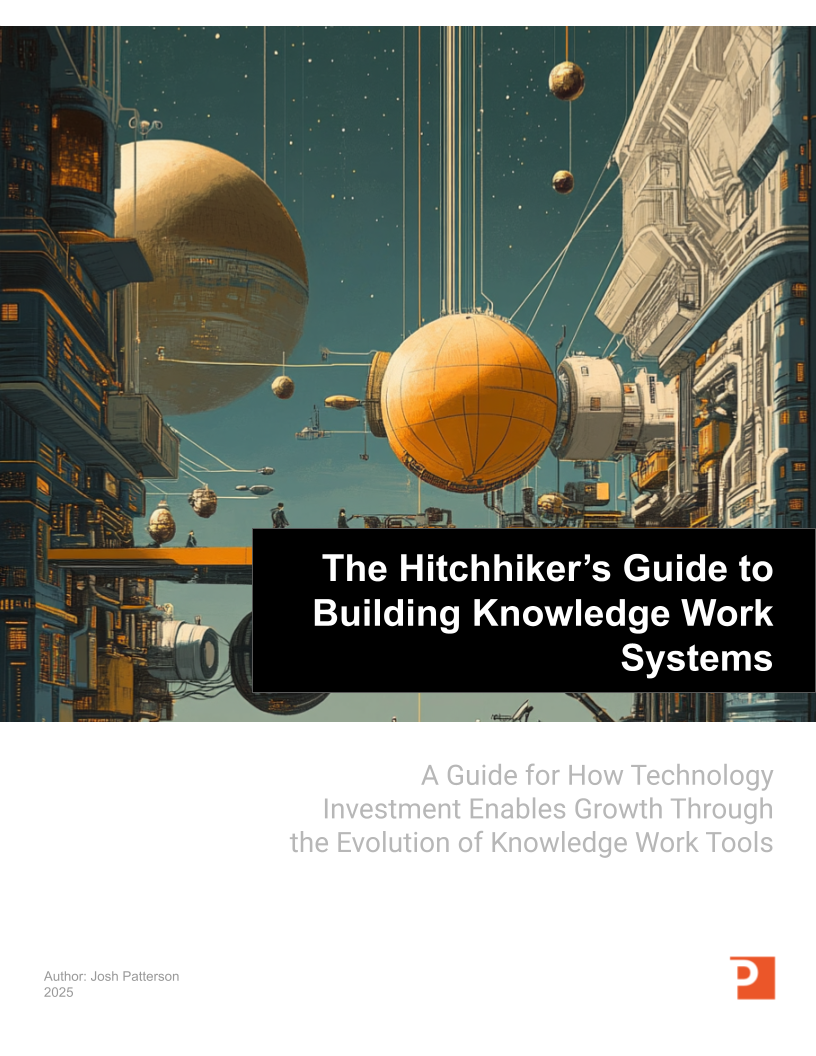 The Hitchhiker’s Guide to
Building Knowledge Work
Systems
A Guide for How Technology
Investment Enables Growth Through
the Evolution of Knowledge Work Tools
Author: Josh Patterson
2025
P